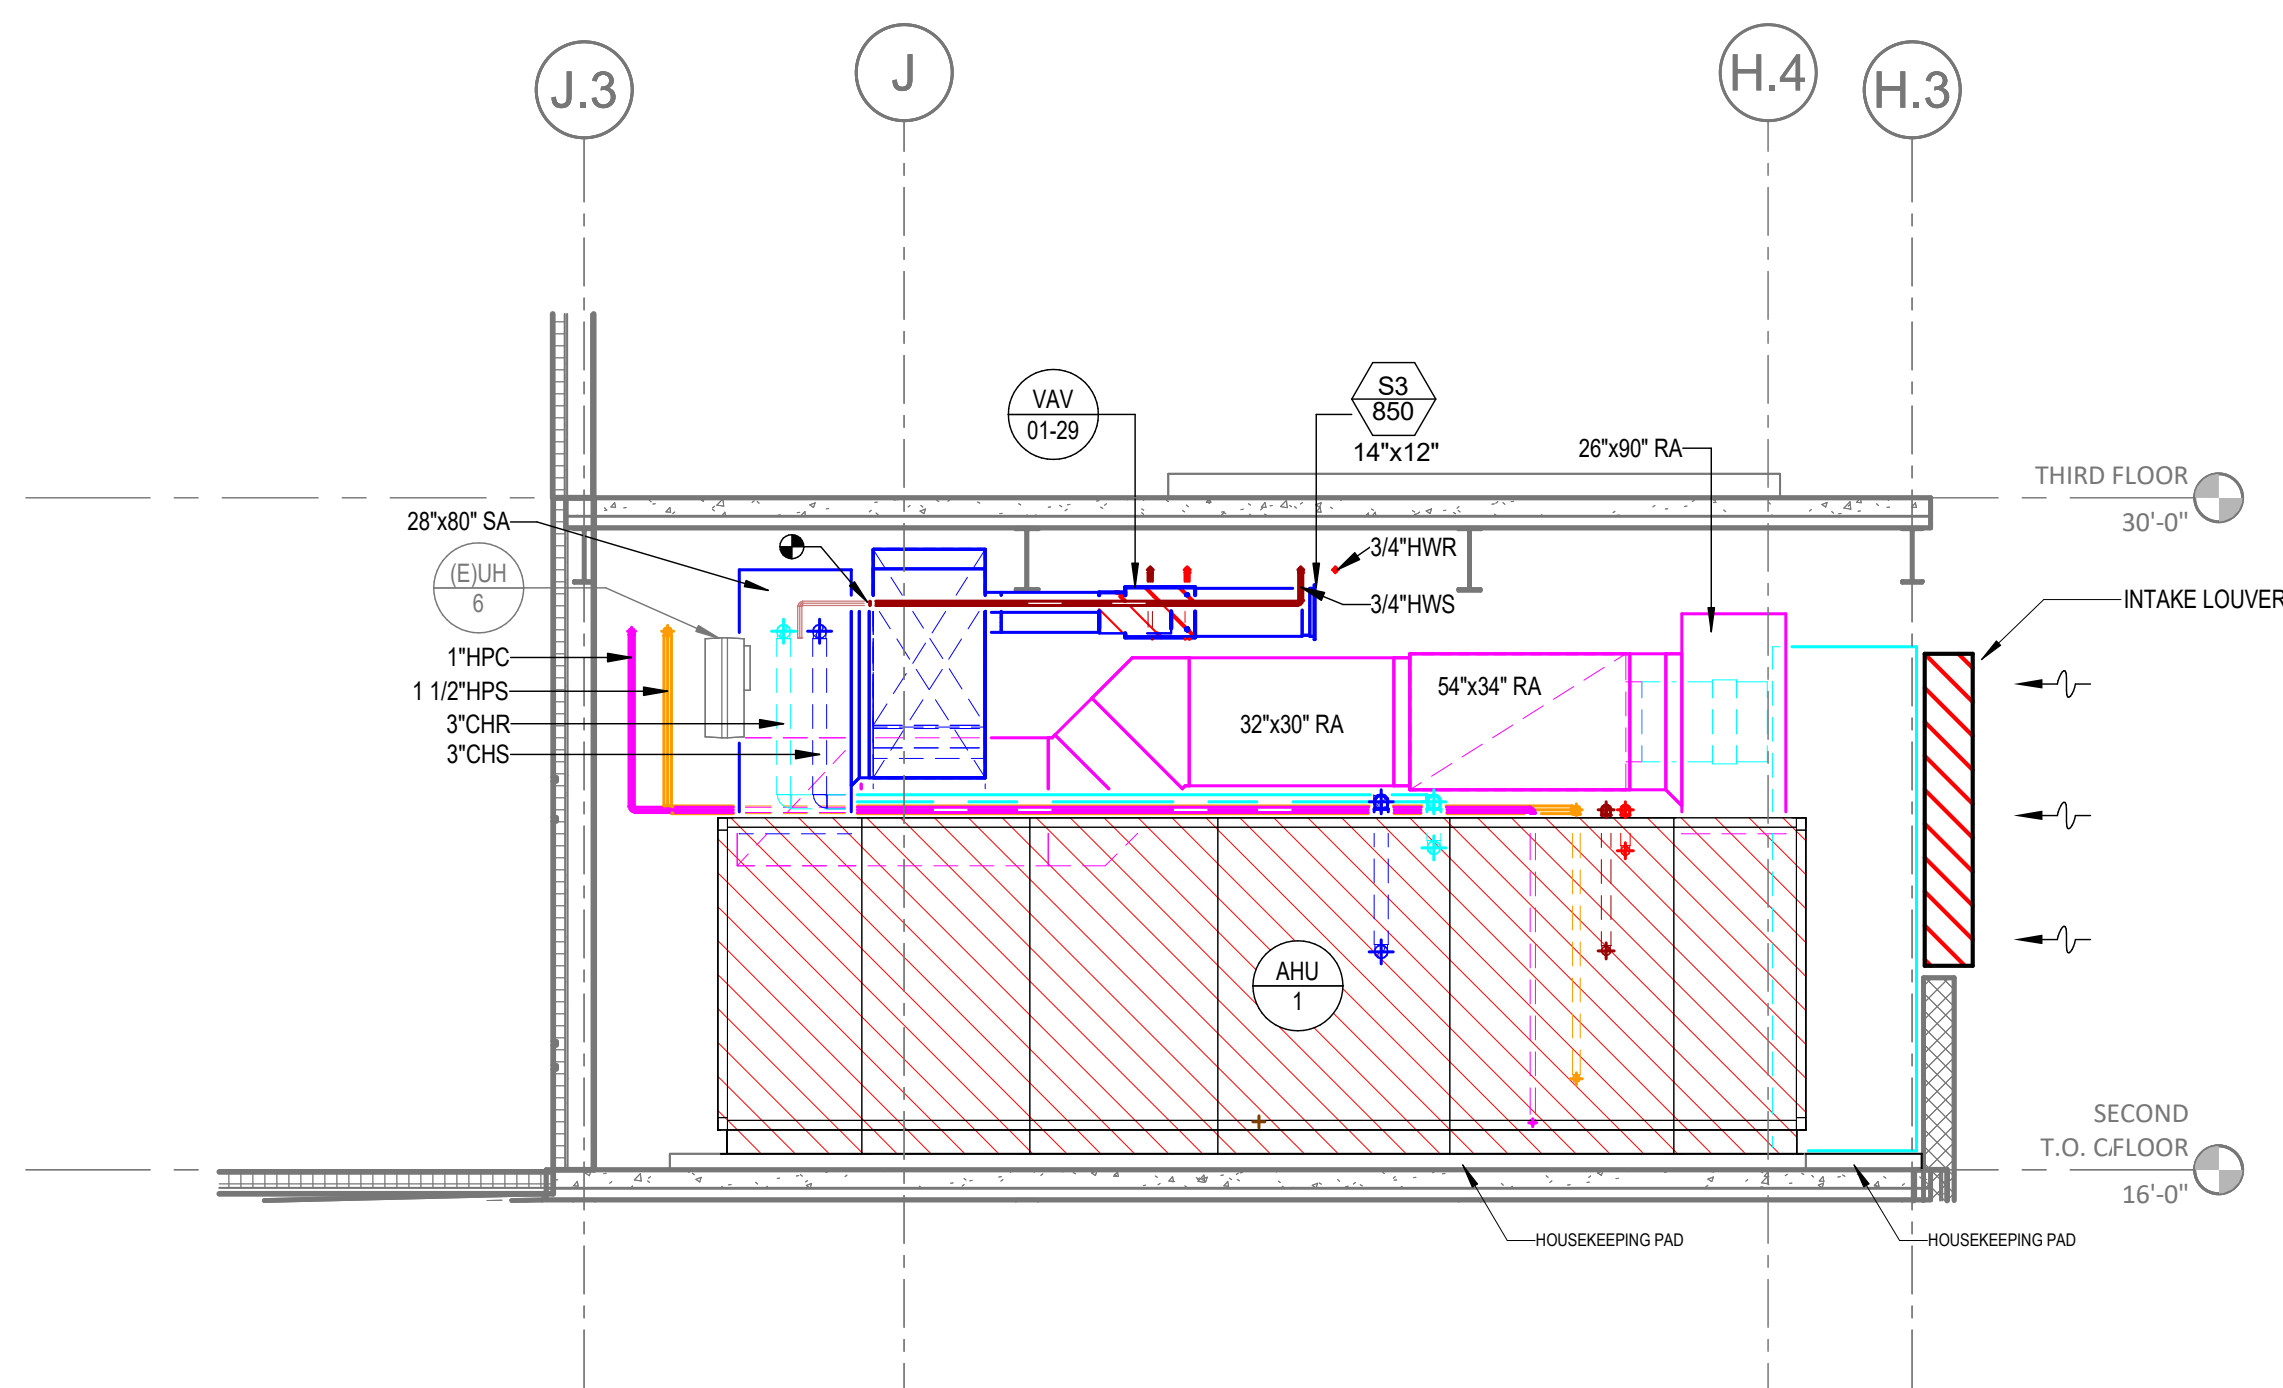 J.3
J
H.4
H.3
VAV
01-29
S3
850
14"x12"
26"x90" RA
THIRD FLOOR
30'-0"
28"x80" SA
(E)UH
6
3/4"HWR
3/4"HWS
INTAKE LOUVER
1"HPC
1 1/2"HPS
3"CHR
3"CHS
32"x30" RA
54"x34" RA
AHU
1
SECOND
T.O. C/FLOOR
16'-0"
HOUSEKEEPING PAD
HOUSEKEEPING PAD